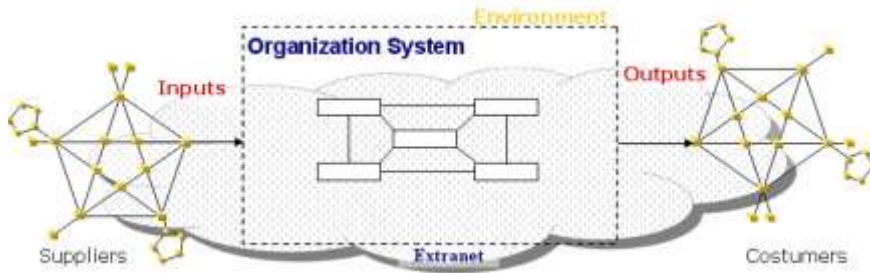 Environment
Organization System
Inputs
Outputs
Suppliers
Extranet
Costumers